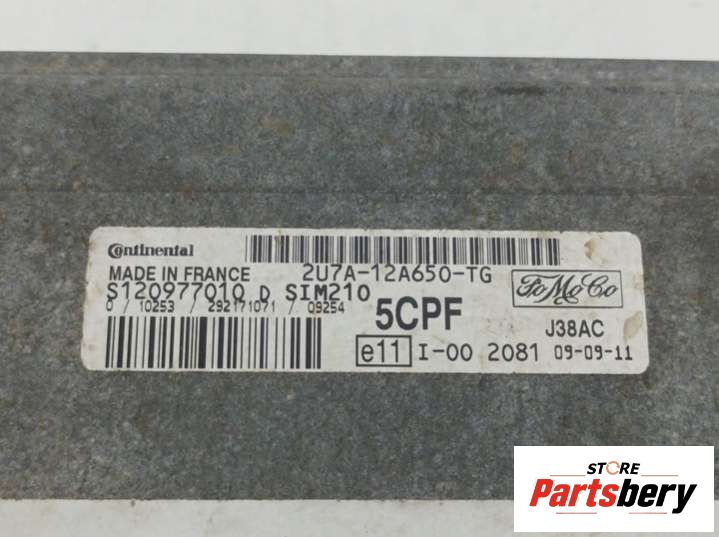 Continental
2U7A-12A650-TG
MADE IN FRANCE
S120977010 D SIM210
0 / 10253 / 292171071 / 09254
5CPF
FoMoCo
J38AC
e11 I-00 2081 09-09-11
STORE
Partsbery